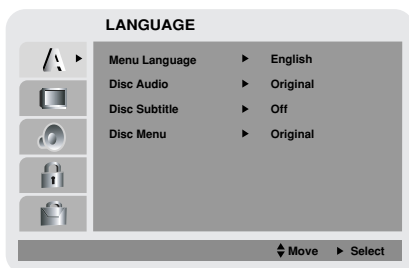 LANGUAGE
Menu Language ► English
Disc Audio ► Original
Disc Subtitle ► Off
Disc Menu ► Original
Move ► Select